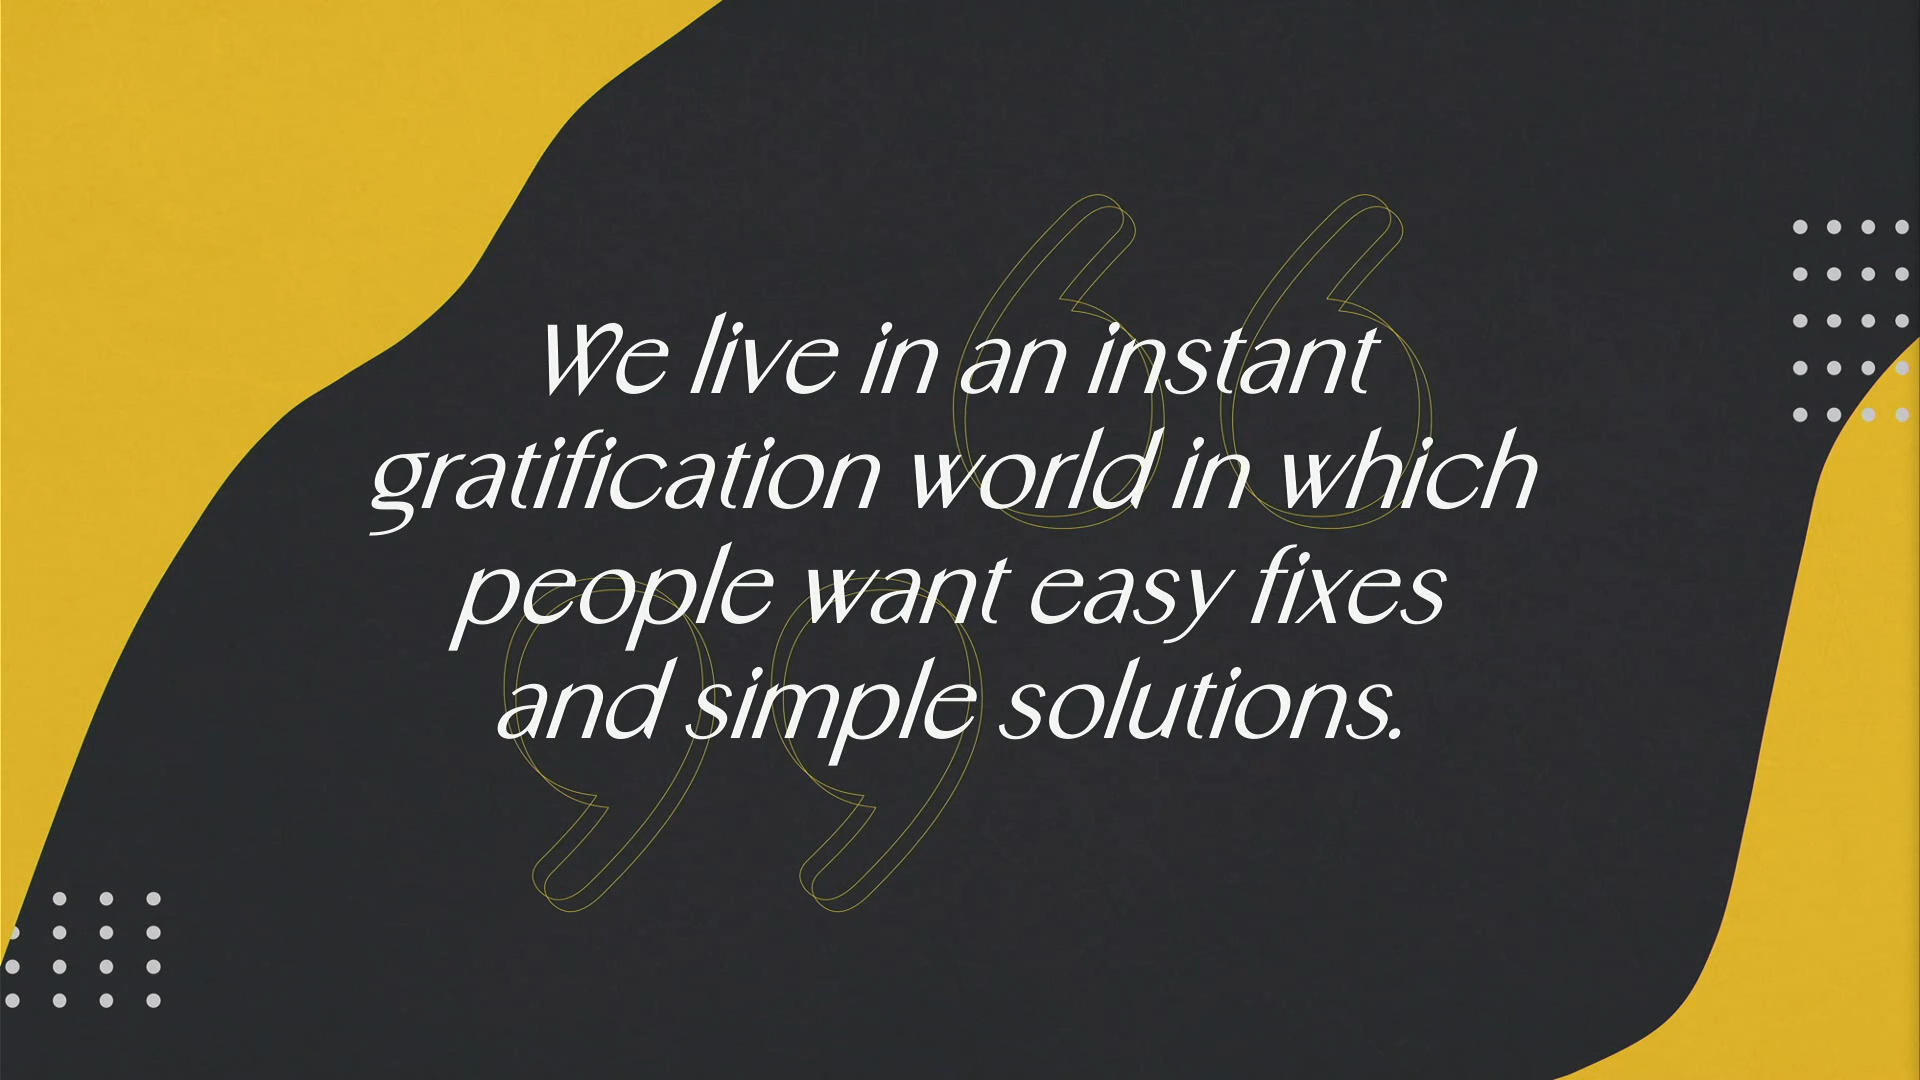 We live in an instant
gratification world in which
people want easy fixes
and simple solutions.